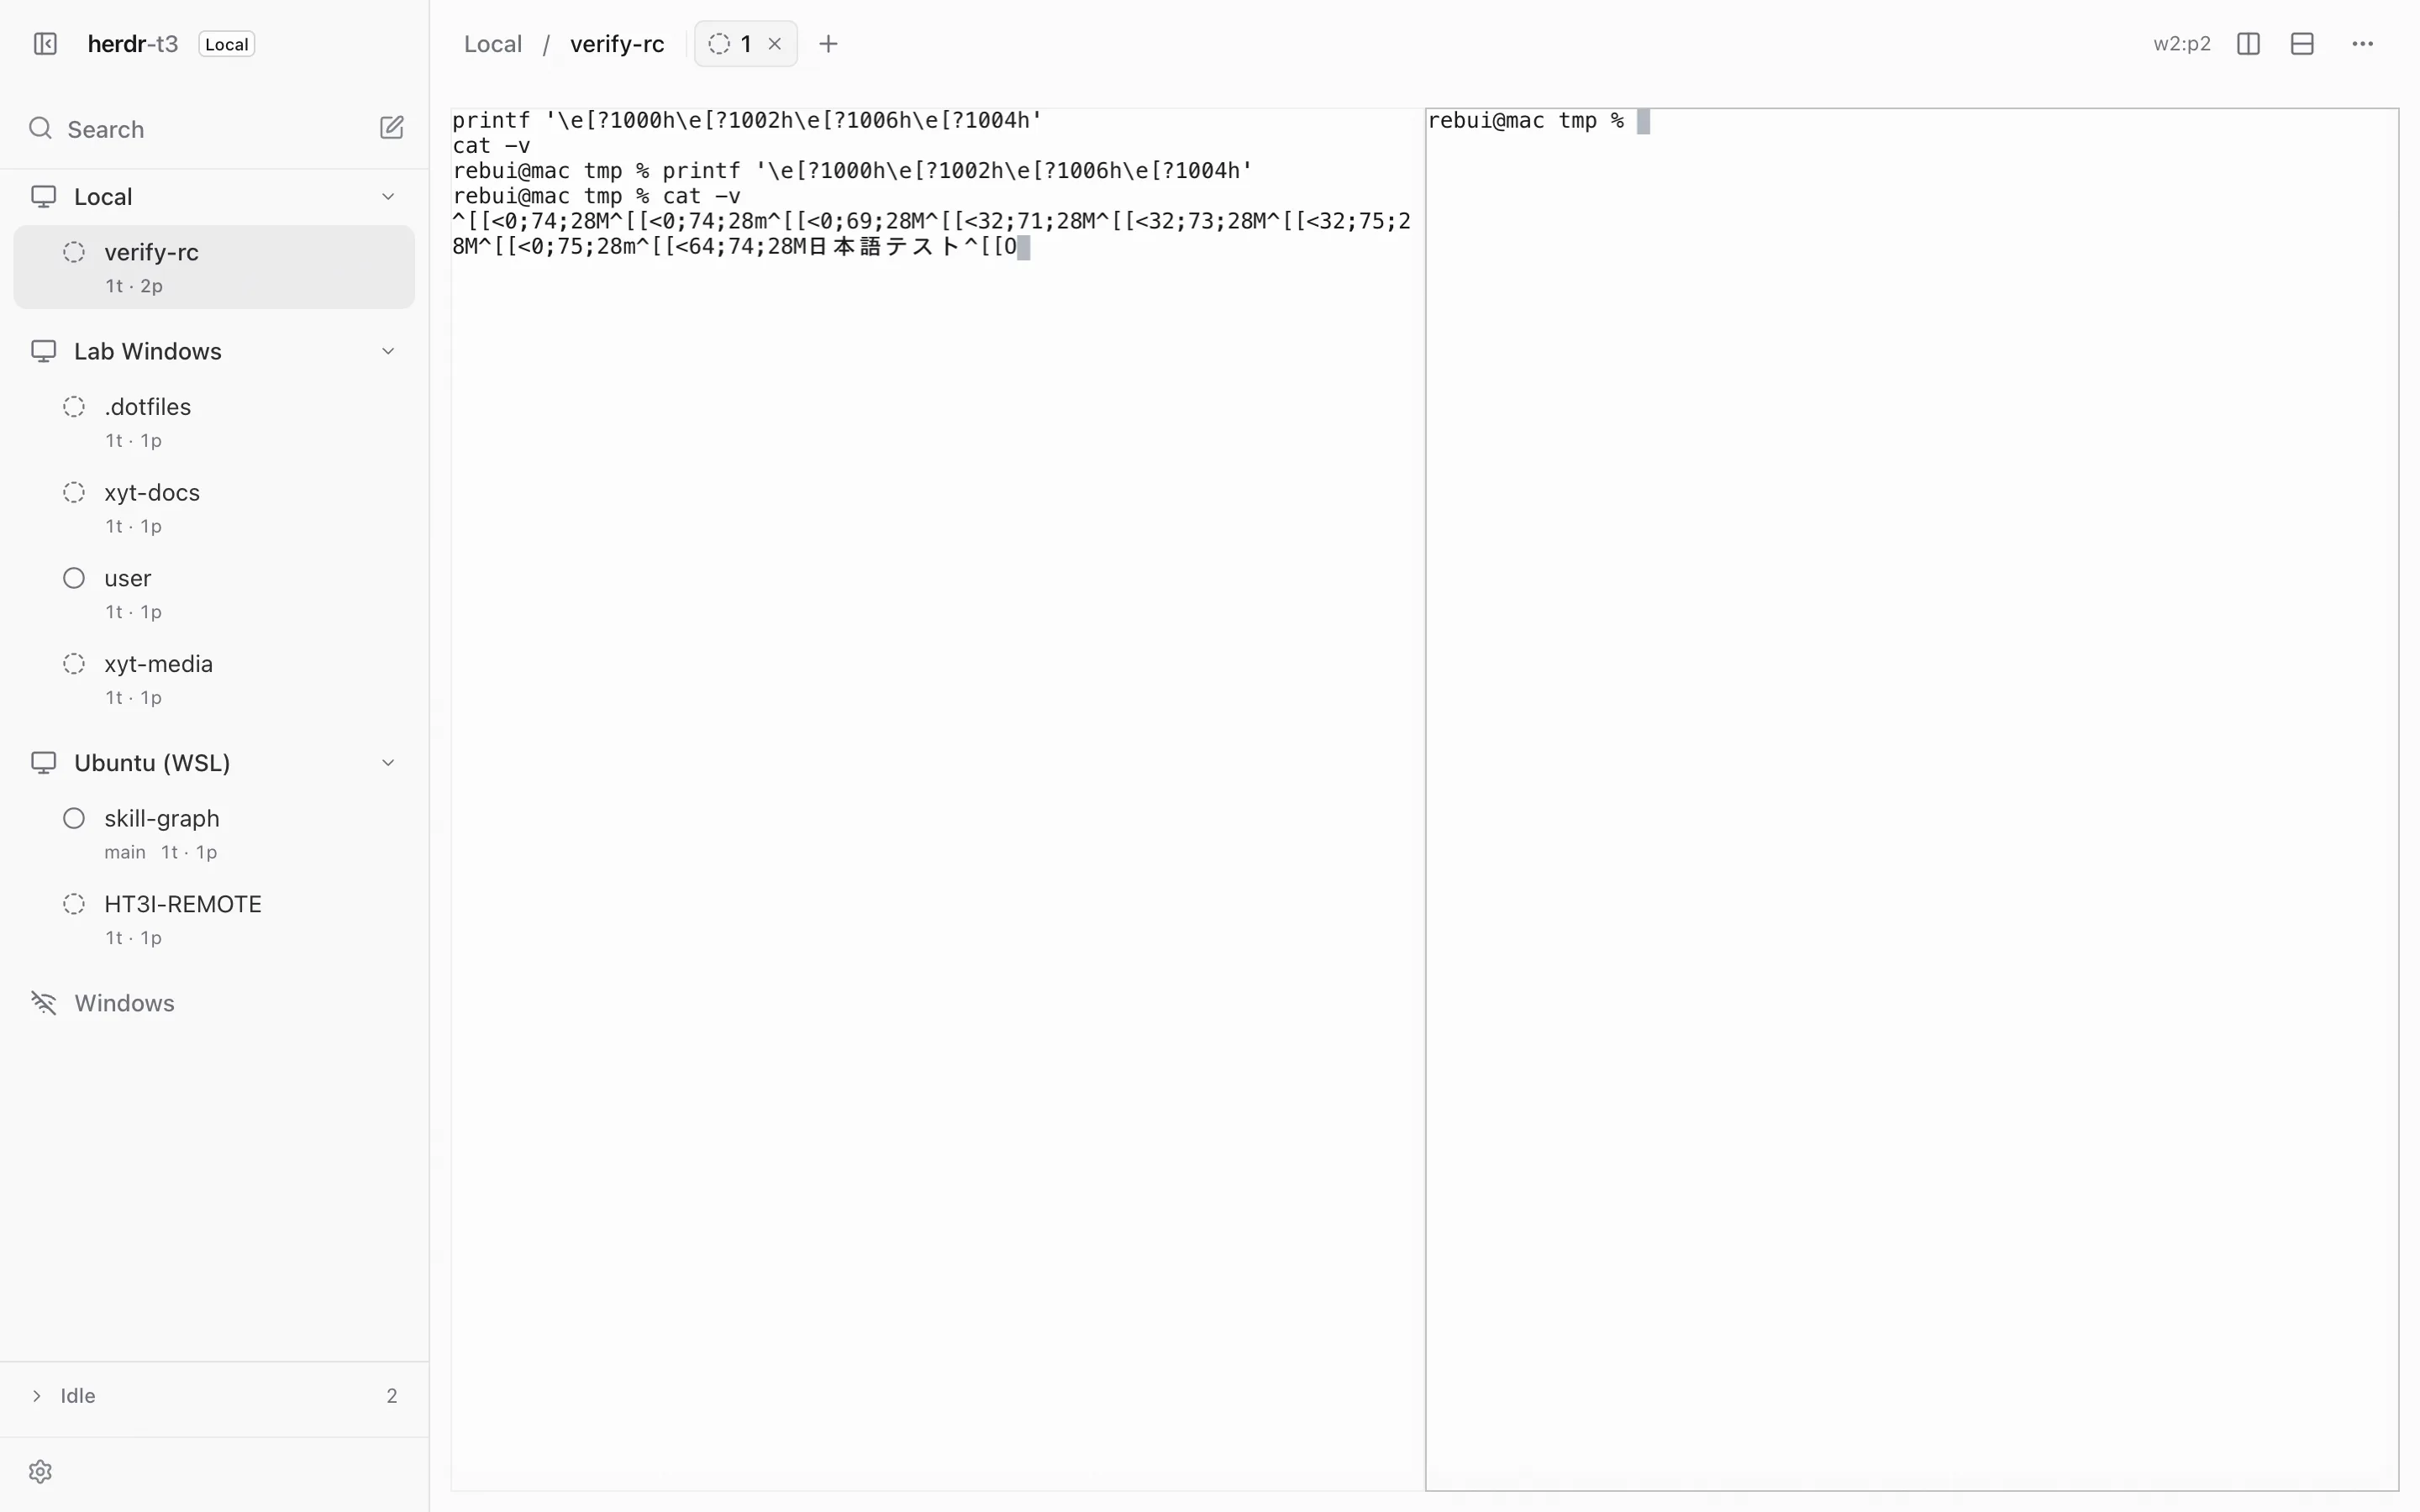 herdr-t3 Local
Search
Local
verify-rc
1t · 2p
Lab Windows
.dotfiles
1t · 1p
xyt-docs
1t · 1p
user
1t · 1p
xyt-media
1t · 1p
Ubuntu (WSL)
skill-graph
main 1t · 1p
HT3I-REMOTE
1t · 1p
Windows
Idle 2
Local / verify-rc 1 × +
w2:p2
printf '\e[?1000h\e[?1002h\e[?1006h\e[?1004h'
cat -v
rebui@mac tmp % printf '\e[?1000h\e[?1002h\e[?1006h\e[?1004h'
rebui@mac tmp % cat -v
^[[<0;74;28M^[[<0;74;28m^[[<0;69;28M^[[<32;71;28M^[[<32;73;28M^[[<32;75;2
8M^[[<0;75;28m^[[<64;74;28M日本語テスト^[[O
rebui@mac tmp %